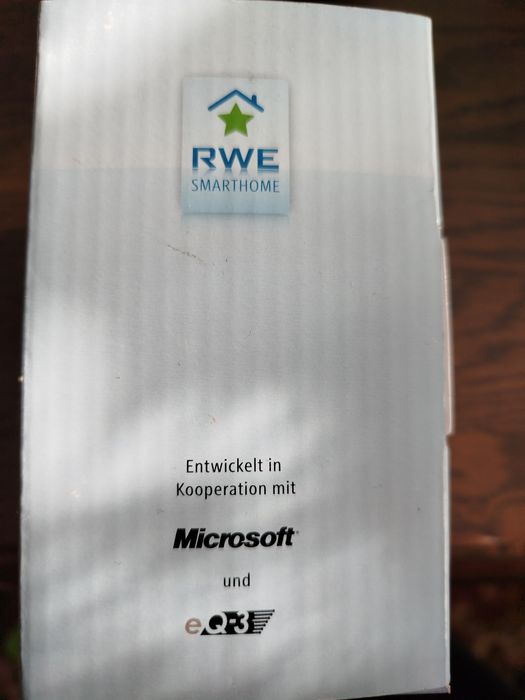 RWE
SMARTHOME
Entwickelt in
Kooperation mit
Microsoft
und
eQ-3